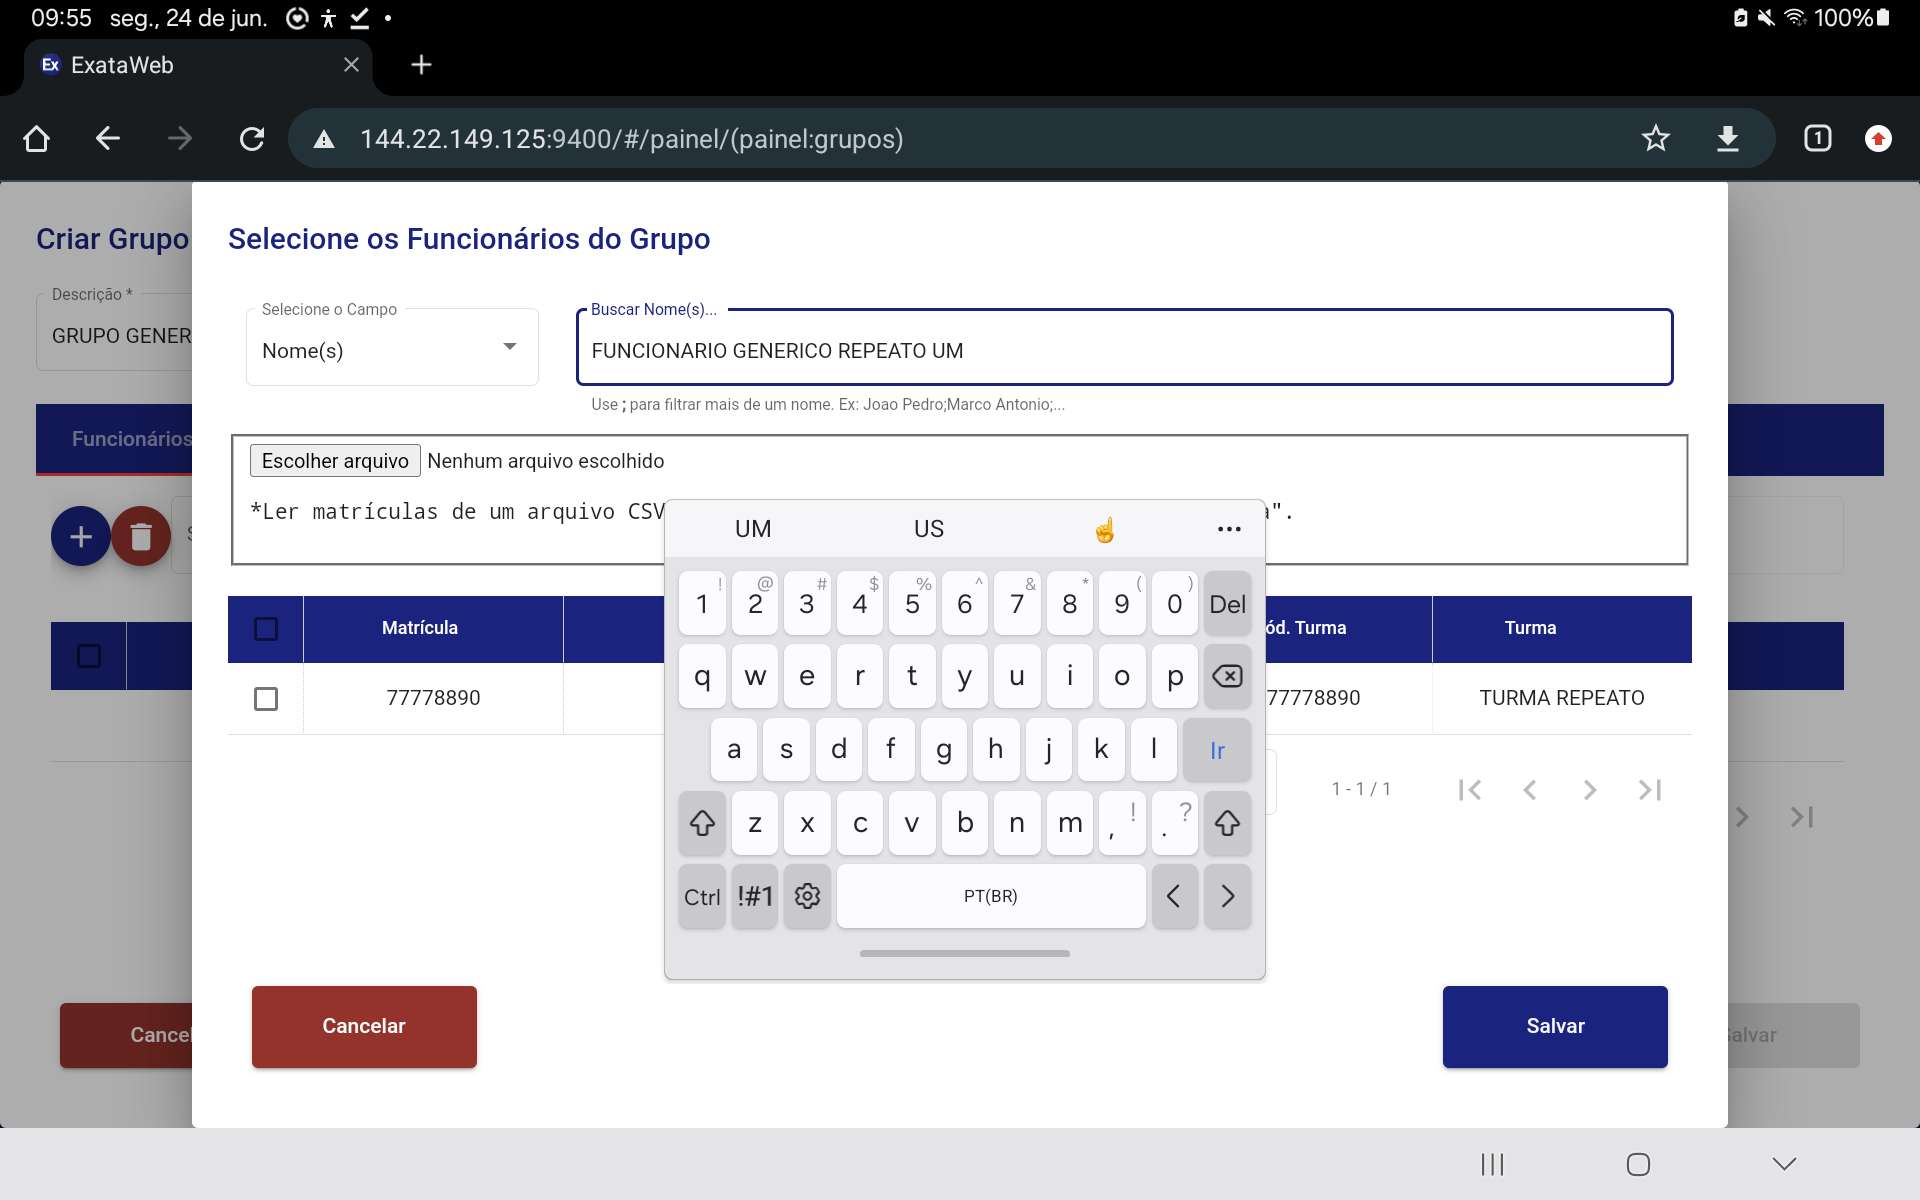 09:55 seg., 24 de jun. 100%
Ex ExataWeb
144.22.149.125:9400/#/painel/(painel:grupos) 1
Criar Grupo
Selecione os Funcionários do Grupo
Descrição *
GRUPO GENER
Selecione o Campo
Nome(s)
Buscar Nome(s)...
FUNCIONARIO GENERICO REPEATO UM
Use ; para filtrar mais de um nome. Ex: Joao Pedro;Marco Antonio;...
Funcionários
Escolher arquivo Nenhum arquivo escolhido
*Ler matrículas de um arquivo CSV
".
UM US ☝ ...
! @ # $ % ^ & * ( )
1 2 3 4 5 6 7 8 9 0 Del
q w e r t y u i o p
a s d f g h j k l Ir
z x c v b n m , ! . ?
Ctrl !#1 PT(BR) < >
Matrícula ód. Turma Turma
77778890 77778890 TURMA REPEATO
1 - 1 / 1
Cancelar Salvar
Cancel alvar